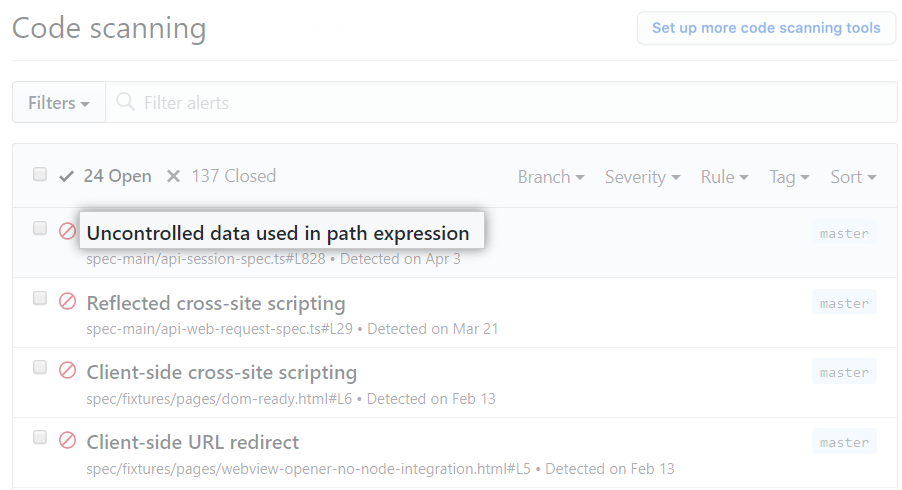 Code scanning
Set up more code scanning tools
Filters
Filter alerts
24 Open 137 Closed
Branch Severity Rule Tag Sort
Uncontrolled data used in path expression
master
spec-main/api-session-spec.ts#L828 • Detected on Apr 3
Reflected cross-site scripting
master
spec-main/api-web-request-spec.ts#L29 • Detected on Mar 21
Client-side cross-site scripting
master
spec/fixtures/pages/dom-ready.html#L6 • Detected on Feb 13
Client-side URL redirect
master
spec/fixtures/pages/webview-opener-no-node-integration.html#L5 • Detected on Feb 13